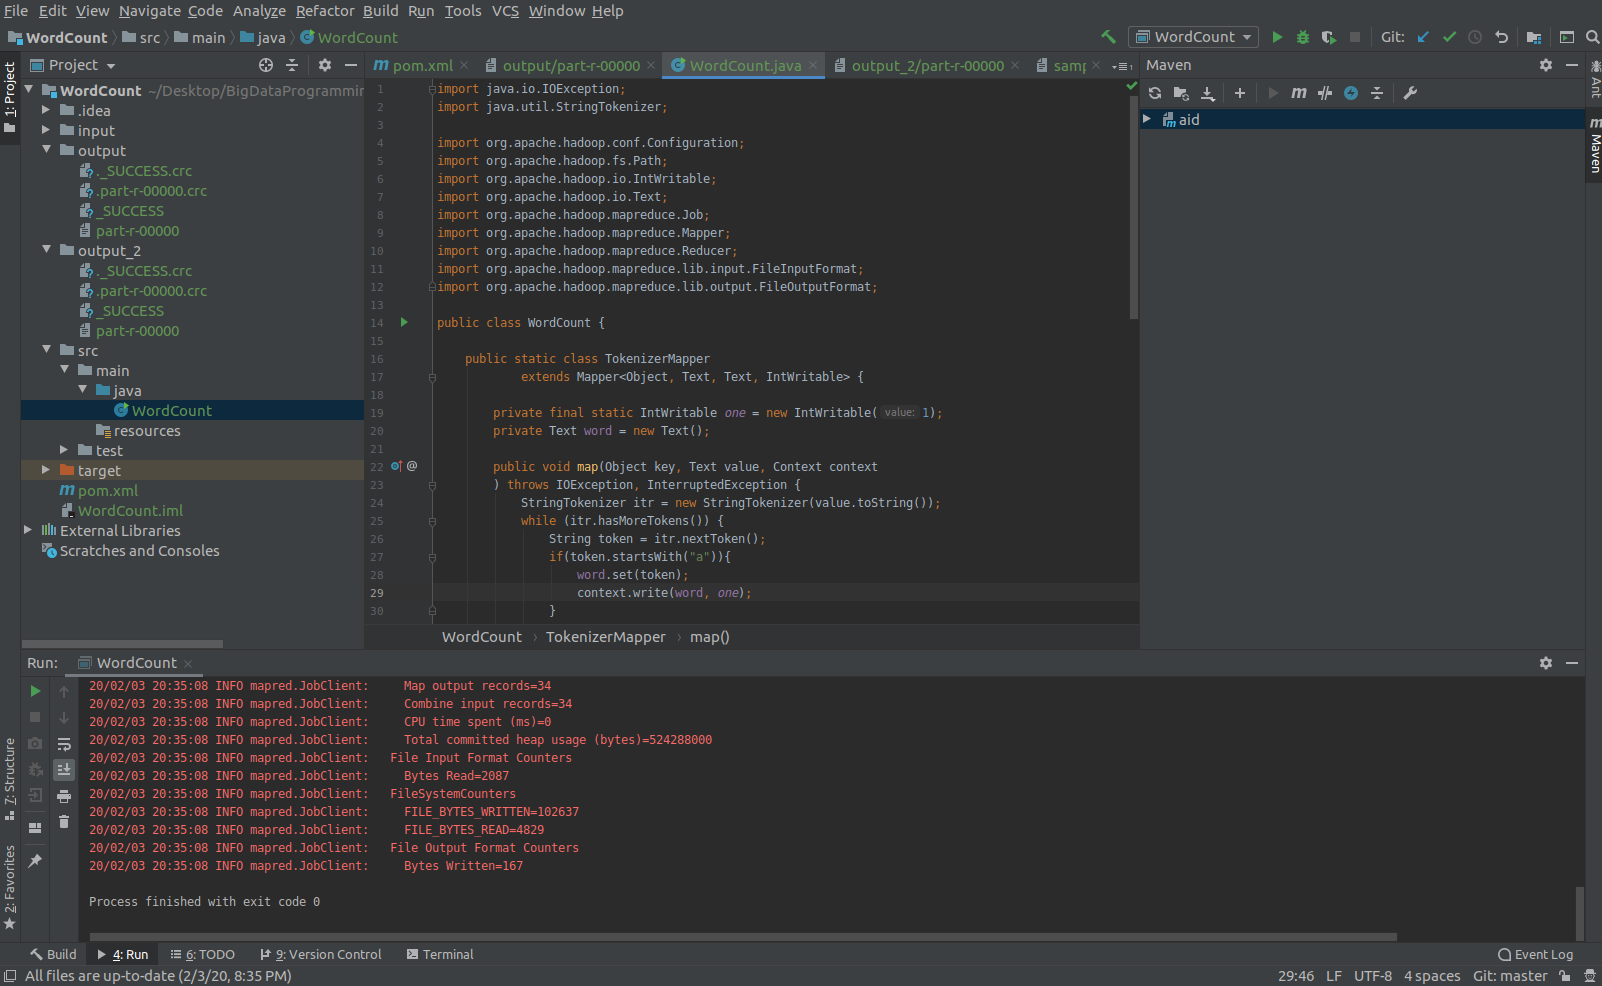 File Edit View Navigate Code Analyze Refactor Build Run Tools VCS Window Help
WordCount src main java WordCount
WordCount Git:
1: Project
Project
WordCount ~/Desktop/BigDataProgrammin
.idea
input
output
._SUCCESS.crc
.part-r-00000.crc
_SUCCESS
part-r-00000
output_2
._SUCCESS.crc
.part-r-00000.crc
_SUCCESS
part-r-00000
src
main
java
WordCount
resources
test
target
pom.xml
WordCount.iml
External Libraries
Scratches and Consoles
pom.xml output/part-r-00000 WordCount.java output_2/part-r-00000 samp
1 import java.io.IOException;
2 import java.util.StringTokenizer;
3
4 import org.apache.hadoop.conf.Configuration;
5 import org.apache.hadoop.fs.Path;
6 import org.apache.hadoop.io.IntWritable;
7 import org.apache.hadoop.io.Text;
8 import org.apache.hadoop.mapreduce.Job;
9 import org.apache.hadoop.mapreduce.Mapper;
10 import org.apache.hadoop.mapreduce.Reducer;
11 import org.apache.hadoop.mapreduce.lib.input.FileInputFormat;
12 import org.apache.hadoop.mapreduce.lib.output.FileOutputFormat;
13
14 public class WordCount {
15
16 public static class TokenizerMapper
17 extends Mapper<Object, Text, Text, IntWritable> {
18
19 private final static IntWritable one = new IntWritable( value: 1);
20 private Text word = new Text();
21
22 @ public void map(Object key, Text value, Context context
23 ) throws IOException, InterruptedException {
24 StringTokenizer itr = new StringTokenizer(value.toString());
25 while (itr.hasMoreTokens()) {
26 String token = itr.nextToken();
27 if(token.startsWith("a")){
28 word.set(token);
29 context.write(word, one);
30 }
WordCount TokenizerMapper map()
Maven
aid
Ant
Maven
Run: WordCount
20/02/03 20:35:08 INFO mapred.JobClient: Map output records=34
20/02/03 20:35:08 INFO mapred.JobClient: Combine input records=34
20/02/03 20:35:08 INFO mapred.JobClient: CPU time spent (ms)=0
20/02/03 20:35:08 INFO mapred.JobClient: Total committed heap usage (bytes)=524288000
20/02/03 20:35:08 INFO mapred.JobClient: File Input Format Counters
20/02/03 20:35:08 INFO mapred.JobClient: Bytes Read=2087
20/02/03 20:35:08 INFO mapred.JobClient: FileSystemCounters
20/02/03 20:35:08 INFO mapred.JobClient: FILE_BYTES_WRITTEN=102637
20/02/03 20:35:08 INFO mapred.JobClient: FILE_BYTES_READ=4829
20/02/03 20:35:08 INFO mapred.JobClient: File Output Format Counters
20/02/03 20:35:08 INFO mapred.JobClient: Bytes Written=167
Process finished with exit code 0
7: Structure
2: Favorites
Build 4: Run 6: TODO 9: Version Control Terminal Event Log
All files are up-to-date (2/3/20, 8:35 PM) 29:46 LF UTF-8 4 spaces Git: master